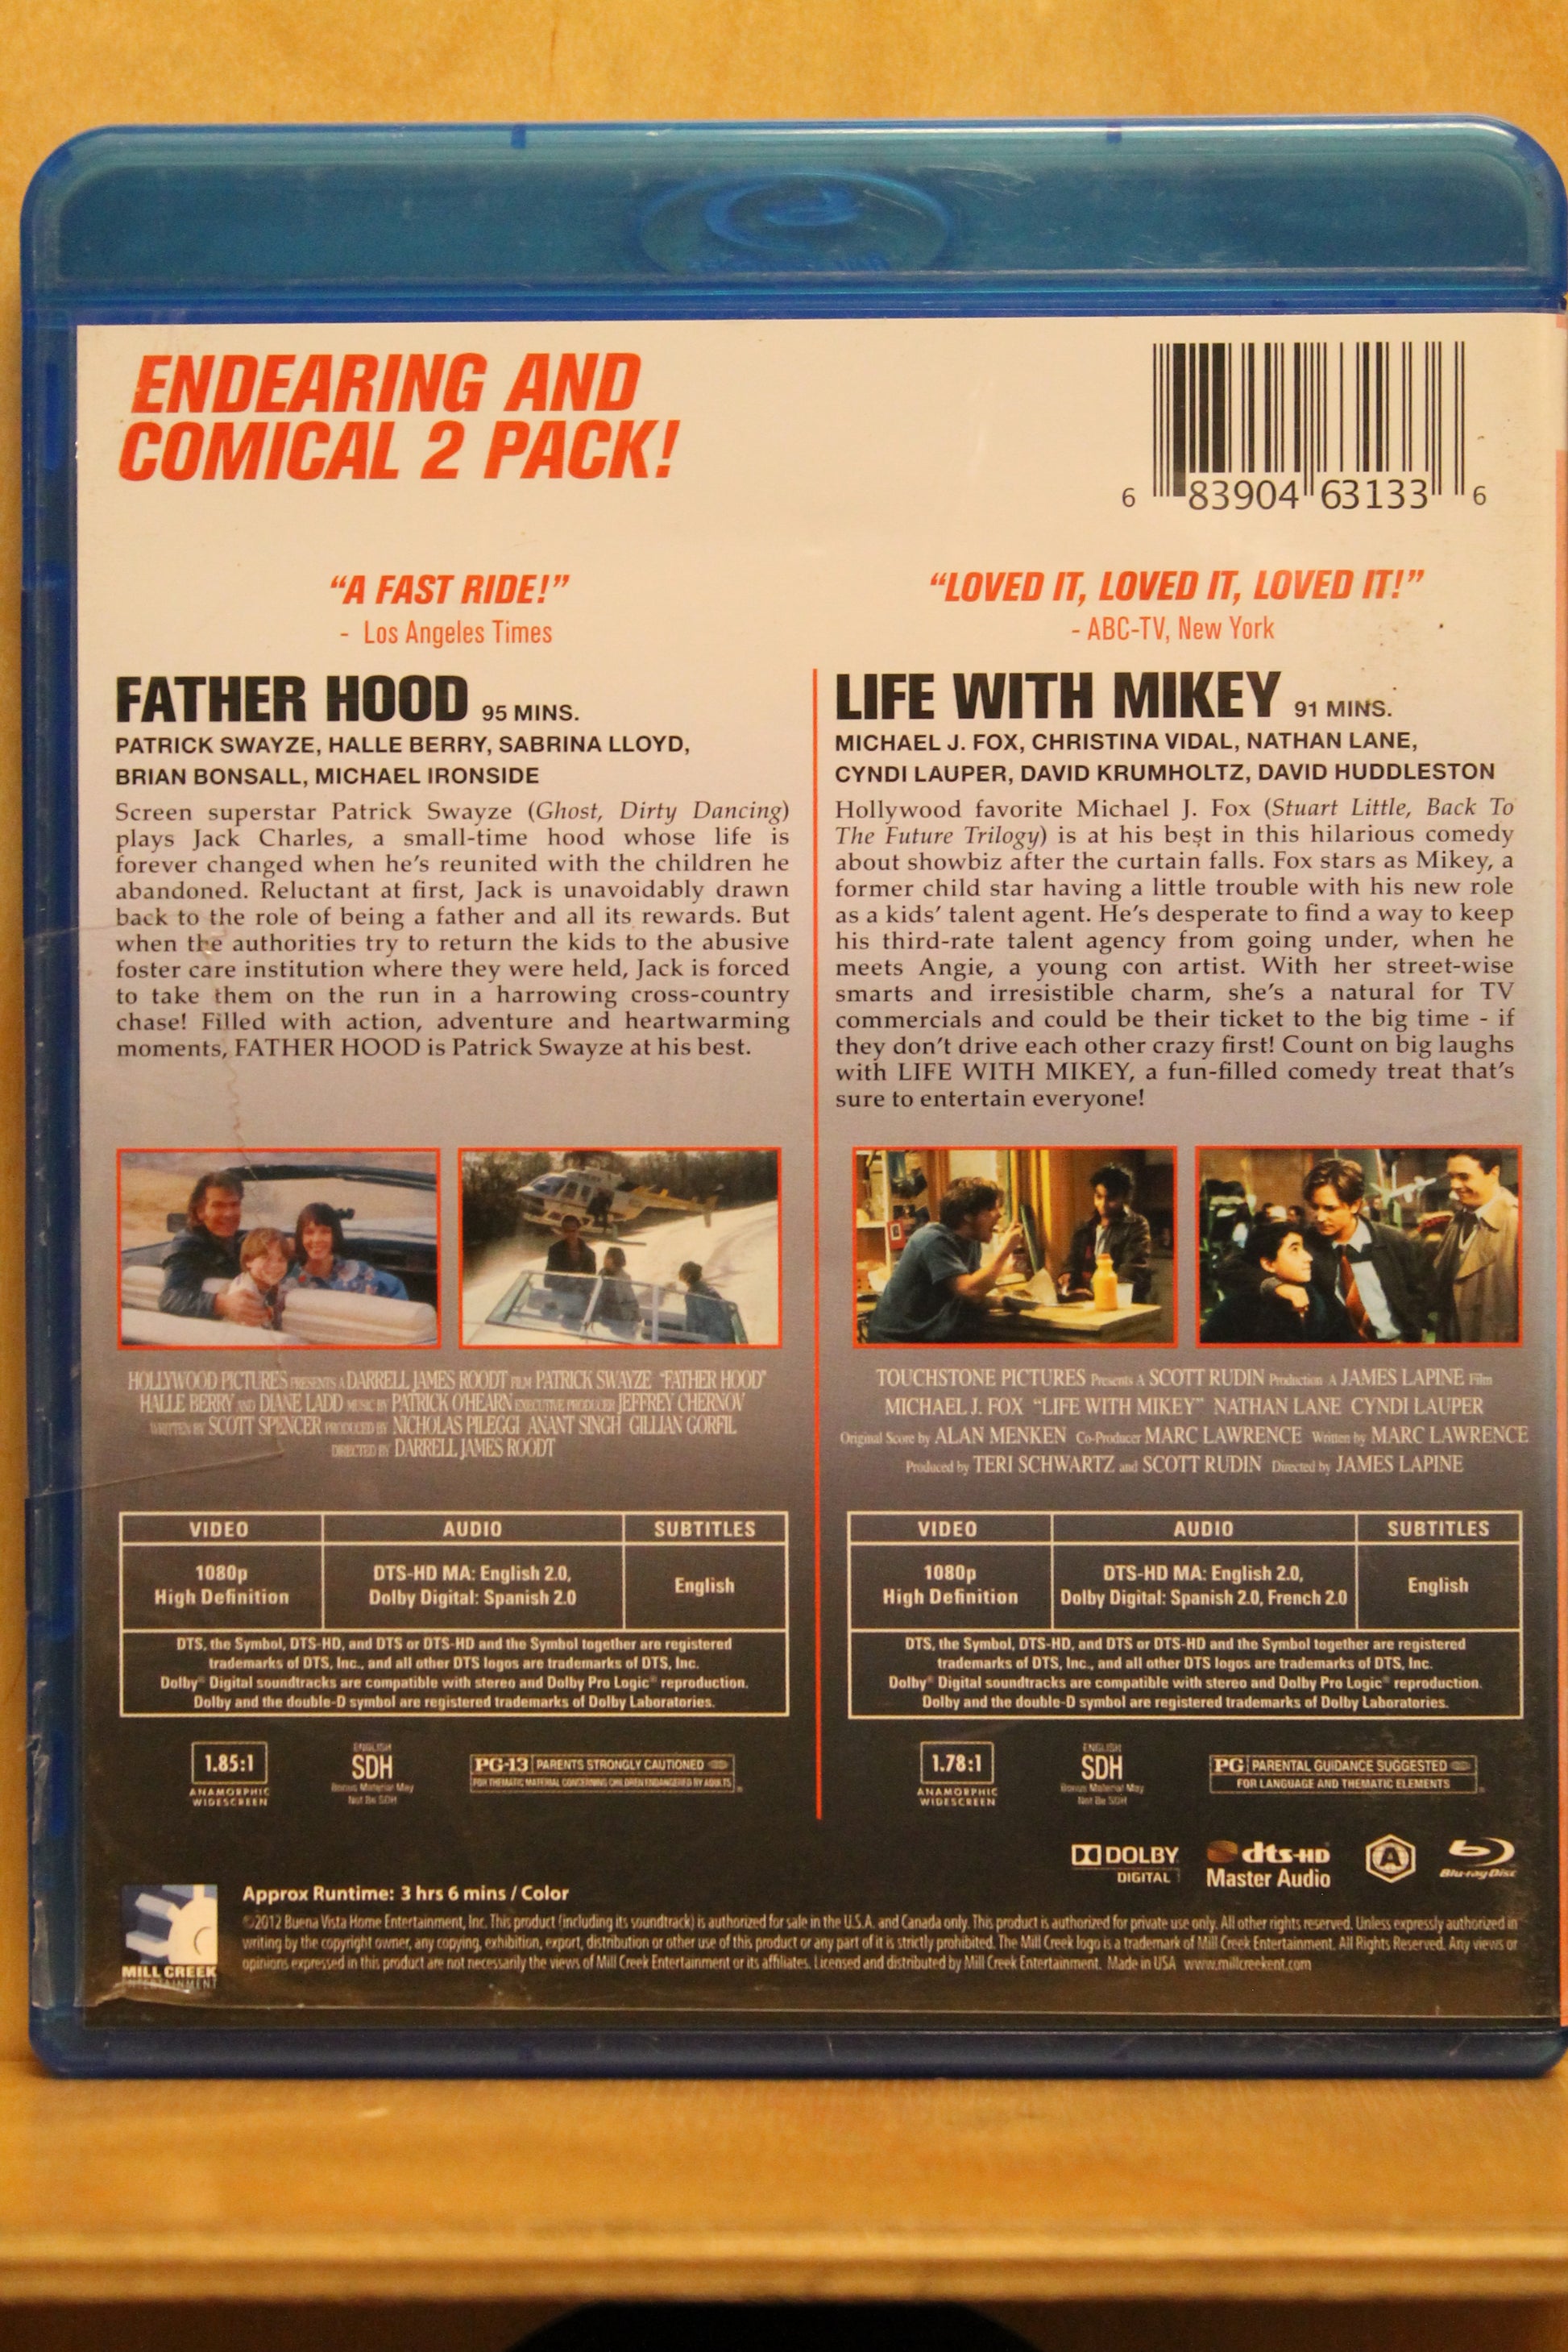 ENDEARING AND
COMICAL 2 PACK!
6 83904 63133 6
"A FAST RIDE!"
- Los Angeles Times
FATHER HOOD 95 MINS.
PATRICK SWAYZE, HALLE BERRY, SABRINA LLOYD,
BRIAN BONSALL, MICHAEL IRONSIDE
Screen superstar Patrick Swayze (Ghost, Dirty Dancing)
plays Jack Charles, a small-time hood whose life is
forever changed when he's reunited with the children he
abandoned. Reluctant at first, Jack is unavoidably drawn
back to the role of being a father and all its rewards. But
when the authorities try to return the kids to the abusive
foster care institution where they were held, Jack is forced
to take them on the run in a harrowing cross-country
chase! Filled with action, adventure and heartwarming
moments, FATHER HOOD is Patrick Swayze at his best.
HOLLYWOOD PICTURES PRESENTS A DARRELL JAMES ROODT FILM PATRICK SWAYZE "FATHER HOOD"
HALLE BERRY AND DIANE LADD MUSIC BY PATRICK O'HEARN EXECUTIVE PRODUCER JEFFREY CHERNOV
WRITTEN BY SCOTT SPENCER PRODUCED BY NICHOLAS PILEGGI ANANT SINGH GILLIAN GORFIL
DIRECTED BY DARRELL JAMES ROODT
VIDEO AUDIO SUBTITLES
1080p
High Definition
DTS-HD MA: English 2.0,
Dolby Digital: Spanish 2.0
English
DTS, the Symbol, DTS-HD, and DTS or DTS-HD and the Symbol together are registered
trademarks of DTS, Inc., and all other DTS logos are trademarks of DTS, Inc.
Dolby® Digital soundtracks are compatible with stereo and Dolby Pro Logic® reproduction.
Dolby and the double-D symbol are registered trademarks of Dolby Laboratories.
1.85:1
ANAMORPHIC
WIDESCREEN
ENGLISH
SDH
Bonus Material May
Not Be SDH
PG-13 PARENTS STRONGLY CAUTIONED
FOR THEMATIC MATERIAL CONCERNING CHILDREN ENDANGERED BY ADULTS
"LOVED IT, LOVED IT, LOVED IT!"
- ABC-TV, New York
LIFE WITH MIKEY 91 MINS.
MICHAEL J. FOX, CHRISTINA VIDAL, NATHAN LANE,
CYNDI LAUPER, DAVID KRUMHOLTZ, DAVID HUDDLESTON
Hollywood favorite Michael J. Fox (Stuart Little, Back To
The Future Trilogy) is at his best in this hilarious comedy
about showbiz after the curtain falls. Fox stars as Mikey, a
former child star having a little trouble with his new role
as a kids' talent agent. He's desperate to find a way to keep
his third-rate talent agency from going under, when he
meets Angie, a young con artist. With her street-wise
smarts and irresistible charm, she's a natural for TV
commercials and could be their ticket to the big time - if
they don't drive each other crazy first! Count on big laughs
with LIFE WITH MIKEY, a fun-filled comedy treat that's
sure to entertain everyone!
TOUCHSTONE PICTURES Presents A SCOTT RUDIN Production A JAMES LAPINE Film
MICHAEL J. FOX "LIFE WITH MIKEY" NATHAN LANE CYNDI LAUPER
Original Score by ALAN MENKEN Co-Producer MARC LAWRENCE Written by MARC LAWRENCE
Produced by TERI SCHWARTZ and SCOTT RUDIN Directed by JAMES LAPINE
VIDEO AUDIO SUBTITLES
1080p
High Definition
DTS-HD MA: English 2.0,
Dolby Digital: Spanish 2.0, French 2.0
English
DTS, the Symbol, DTS-HD, and DTS or DTS-HD and the Symbol together are registered
trademarks of DTS, Inc., and all other DTS logos are trademarks of DTS, Inc.
Dolby® Digital soundtracks are compatible with stereo and Dolby Pro Logic® reproduction.
Dolby and the double-D symbol are registered trademarks of Dolby Laboratories.
1.78:1
ANAMORPHIC
WIDESCREEN
ENGLISH
SDH
Bonus Material May
Not Be SDH
PG PARENTAL GUIDANCE SUGGESTED
FOR LANGUAGE AND THEMATIC ELEMENTS
DOLBY
DIGITAL
dts-HD
Master Audio
A
Blu-ray Disc
MILL CREEK
ENTERTAINMENT
Approx Runtime: 3 hrs 6 mins / Color
©2012 Buena Vista Home Entertainment, Inc. This product (including its soundtrack) is authorized for sale in the U.S.A. and Canada only. This product is authorized for private use only. All other rights reserved. Unless expressly authorized in
writing by the copyright owner, any copying, exhibition, export, distribution or other use of this product or any part of it is strictly prohibited. The Mill Creek logo is a trademark of Mill Creek Entertainment. All Rights Reserved. Any views or
opinions expressed in this product are not necessarily the views of Mill Creek Entertainment or its affiliates. Licensed and distributed by Mill Creek Entertainment. Made in USA www.millcreekent.com